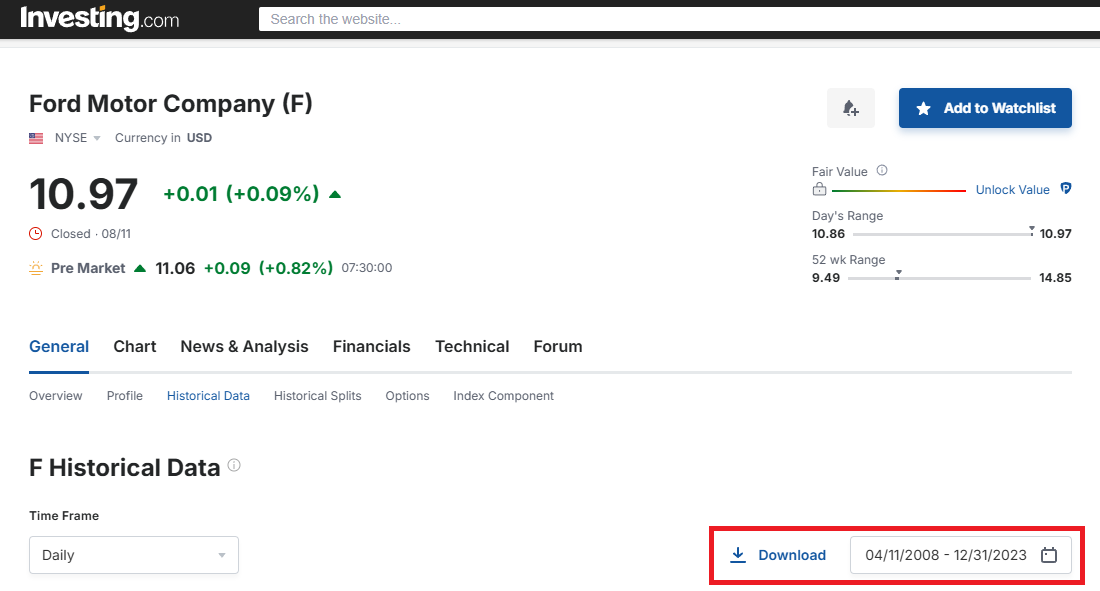 Investing.com
Search the website...
Ford Motor Company (F)
Add to Watchlist
NYSE Currency in USD
10.97 +0.01 (+0.09%)
Fair Value
Unlock Value
Day's Range
10.86 10.97
Closed · 08/11
52 wk Range
9.49 14.85
Pre Market 11.06 +0.09 (+0.82%) 07:30:00
General Chart News & Analysis Financials Technical Forum
Overview Profile Historical Data Historical Splits Options Index Component
F Historical Data
Time Frame
Daily
Download 04/11/2008 - 12/31/2023